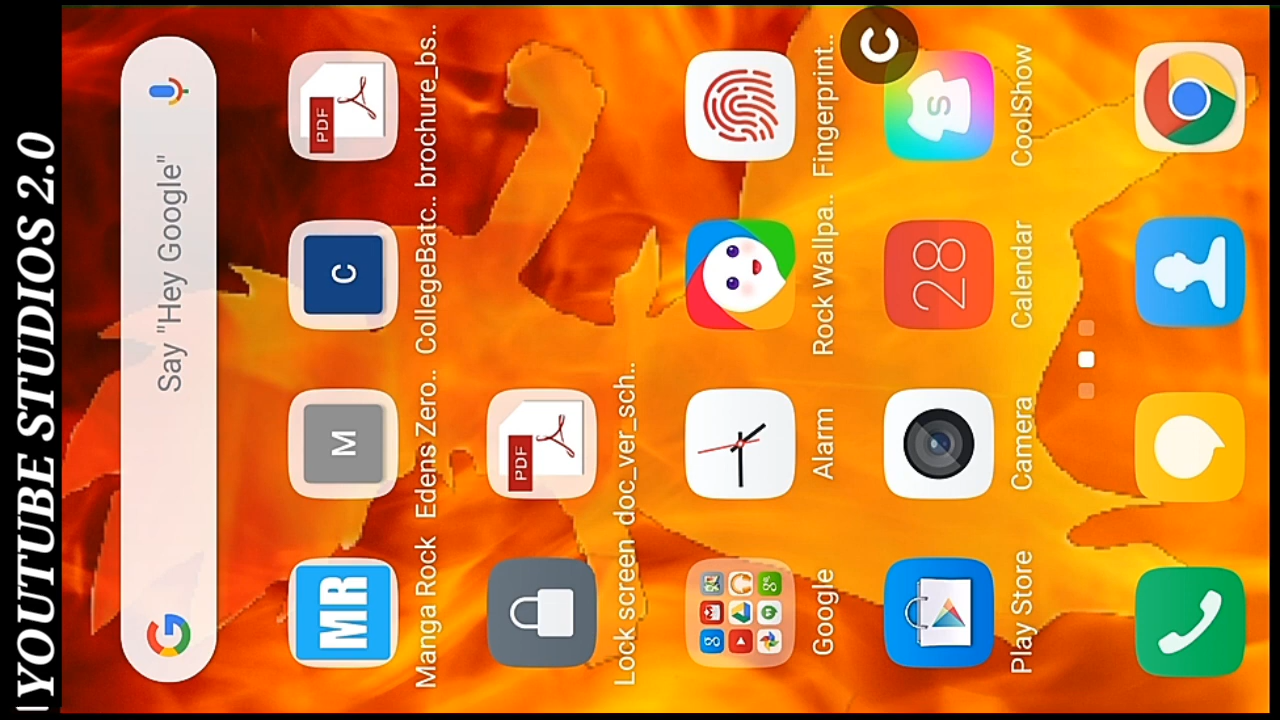 |YOUTUBE STUDIOS 2.0
Say "Hey Google"
MR
M
C
PDF
Manga Rock Edens Zero.. CollegeBatc.. brochure_bs..
PDF
Lock screen doc_ver_sch..
Google Alarm Rock Wallpa.. Fingerprint..
28
S
C
Play Store Camera Calendar CoolShow